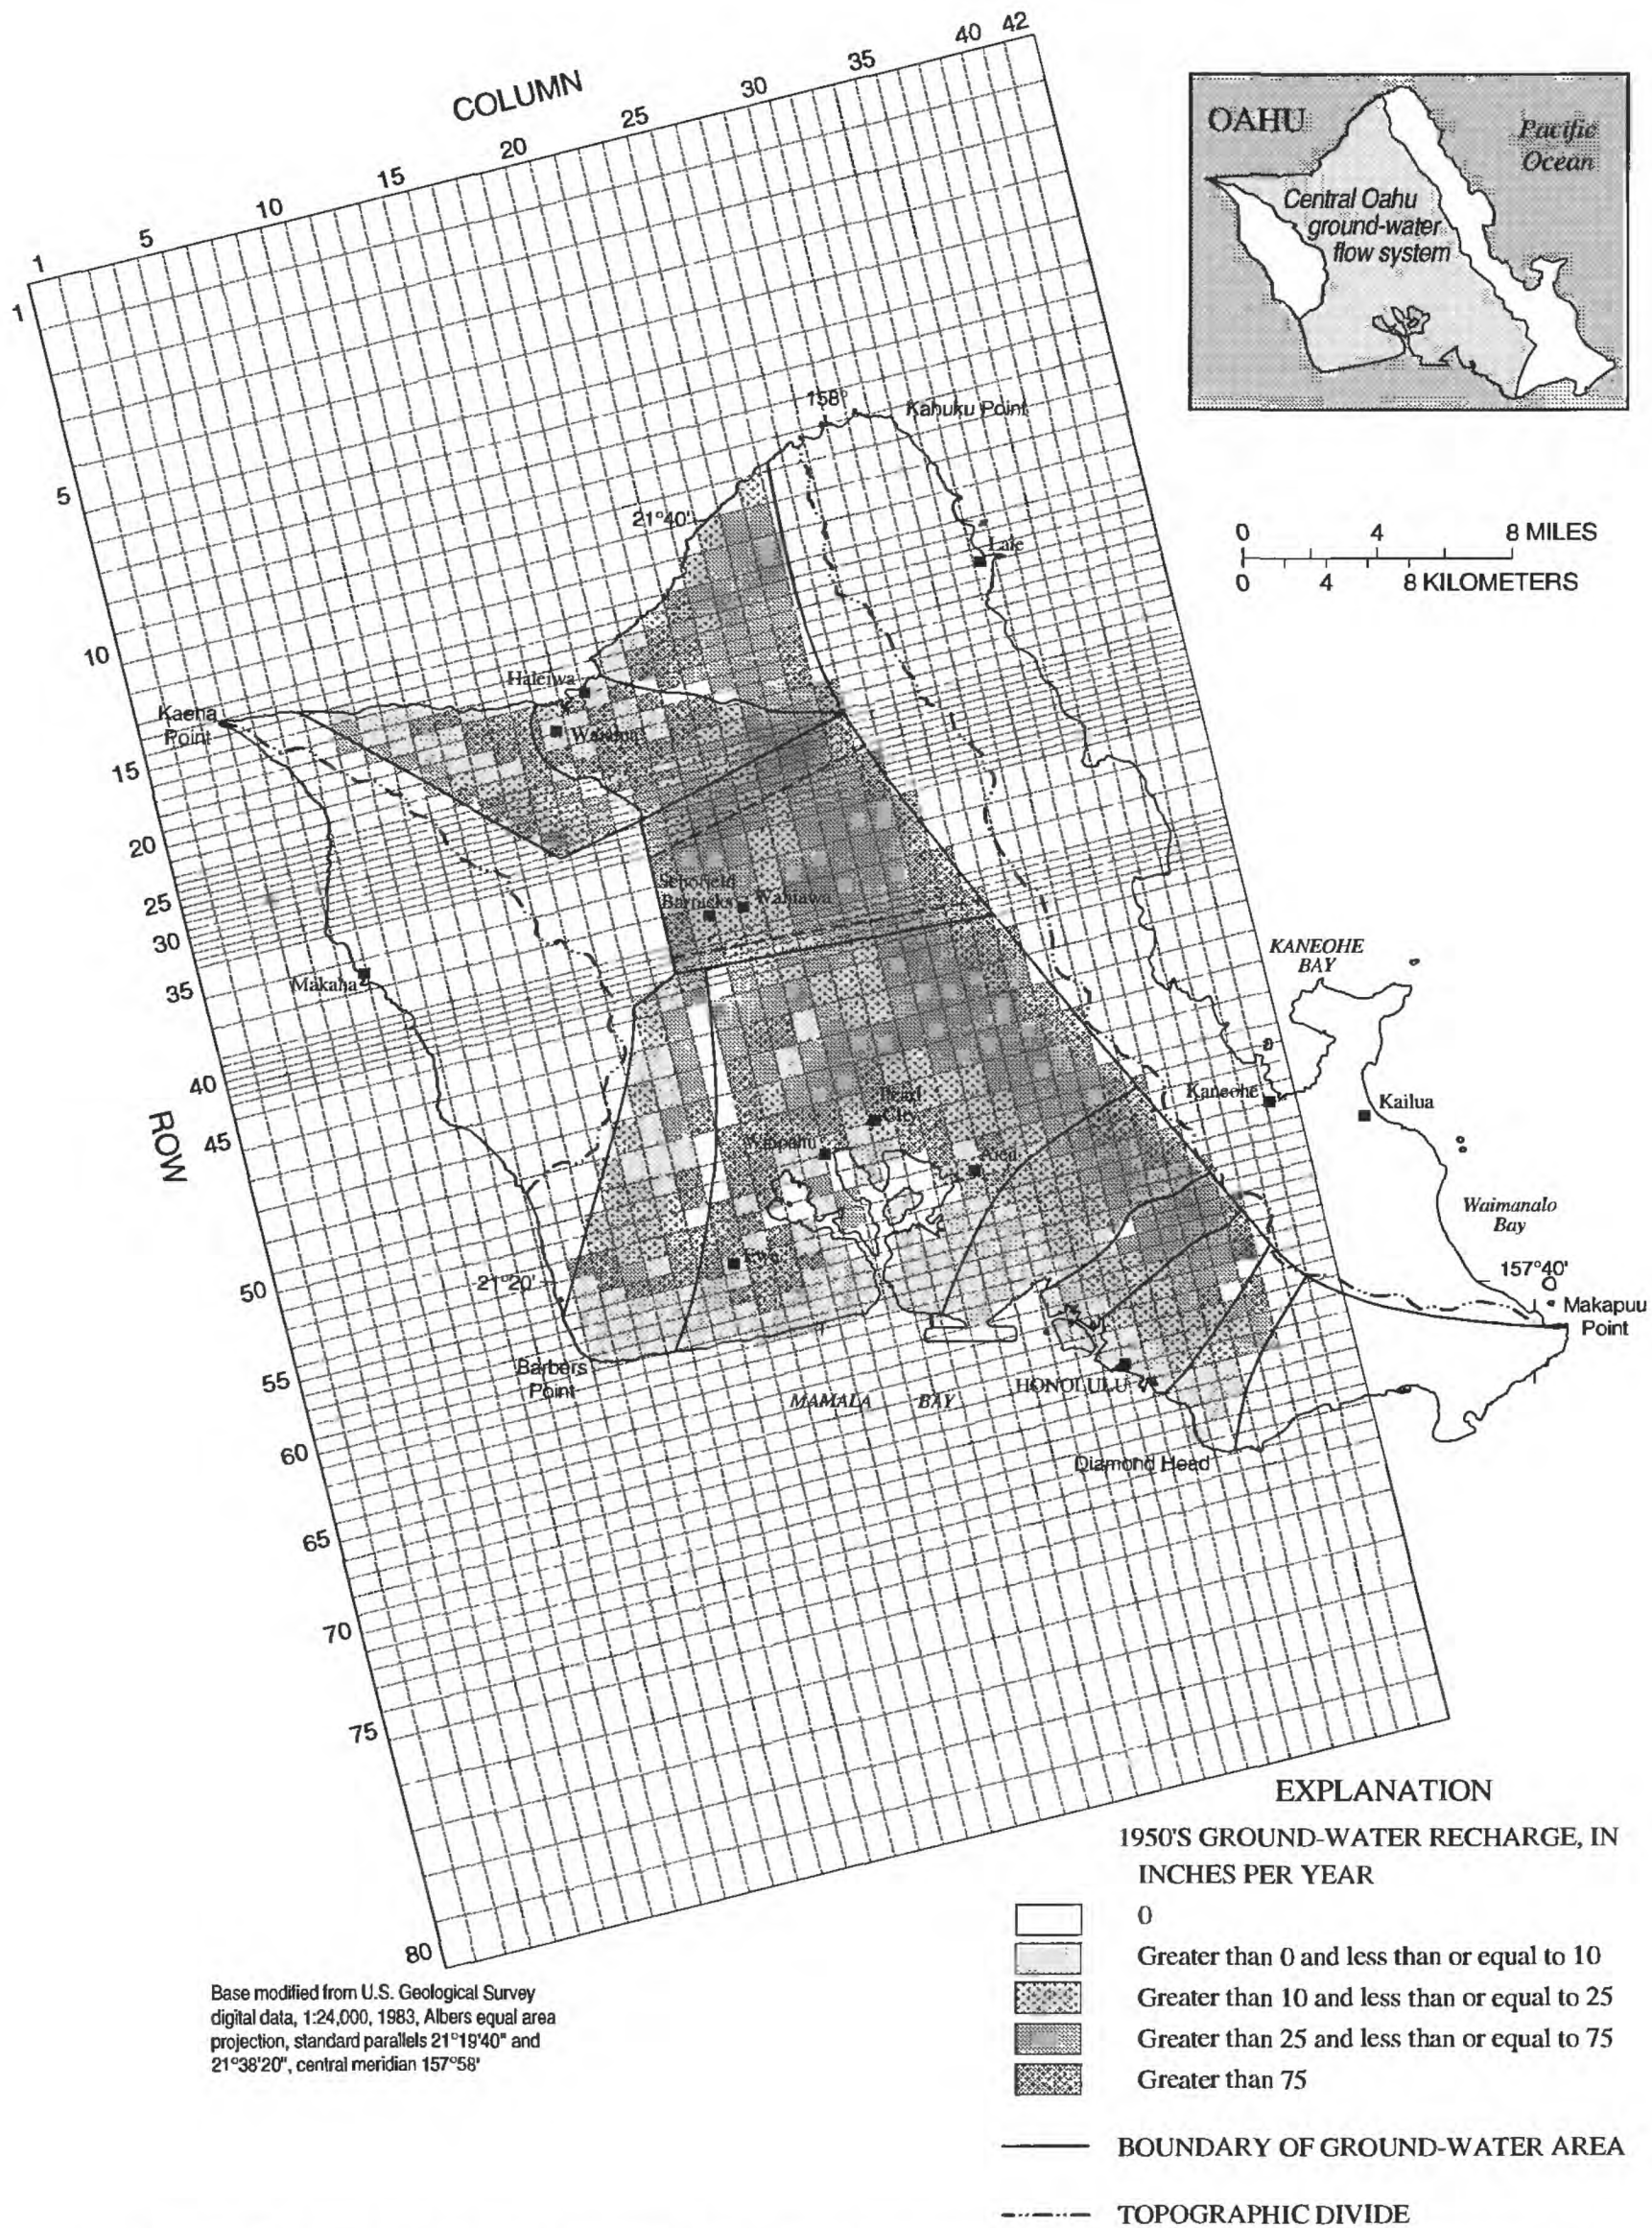 COLUMN
1
5
10
15
20
25
30
35
40
42
OAHU
Pacific
Ocean
Central Oahu
ground-water
flow system
1
5
10
15
20
25
30
35
40
45
50
55
60
65
70
75
80
ROW
158°
Kahuku Point
21°40'
Laie
0 4 8 MILES
0 4 8 KILOMETERS
Haleiwa
Kaena
Point
Waialua
Schofield
Barracks
Wahiawa
Makaha
KANEOHE
BAY
Kaneohe
Kailua
Pearl
City
Waipahu
Aiea
Waimanalo
Bay
Ewa
21°20'
157°40'
Makapuu
Point
Barbers
Point
MAMALA BAY
HONOLULU
Diamond Head
Base modified from U.S. Geological Survey
digital data, 1:24,000, 1983, Albers equal area
projection, standard parallels 21°19'40" and
21°38'20", central meridian 157°58'
EXPLANATION
1950'S GROUND-WATER RECHARGE, IN
INCHES PER YEAR
0
Greater than 0 and less than or equal to 10
Greater than 10 and less than or equal to 25
Greater than 25 and less than or equal to 75
Greater than 75
BOUNDARY OF GROUND-WATER AREA
TOPOGRAPHIC DIVIDE